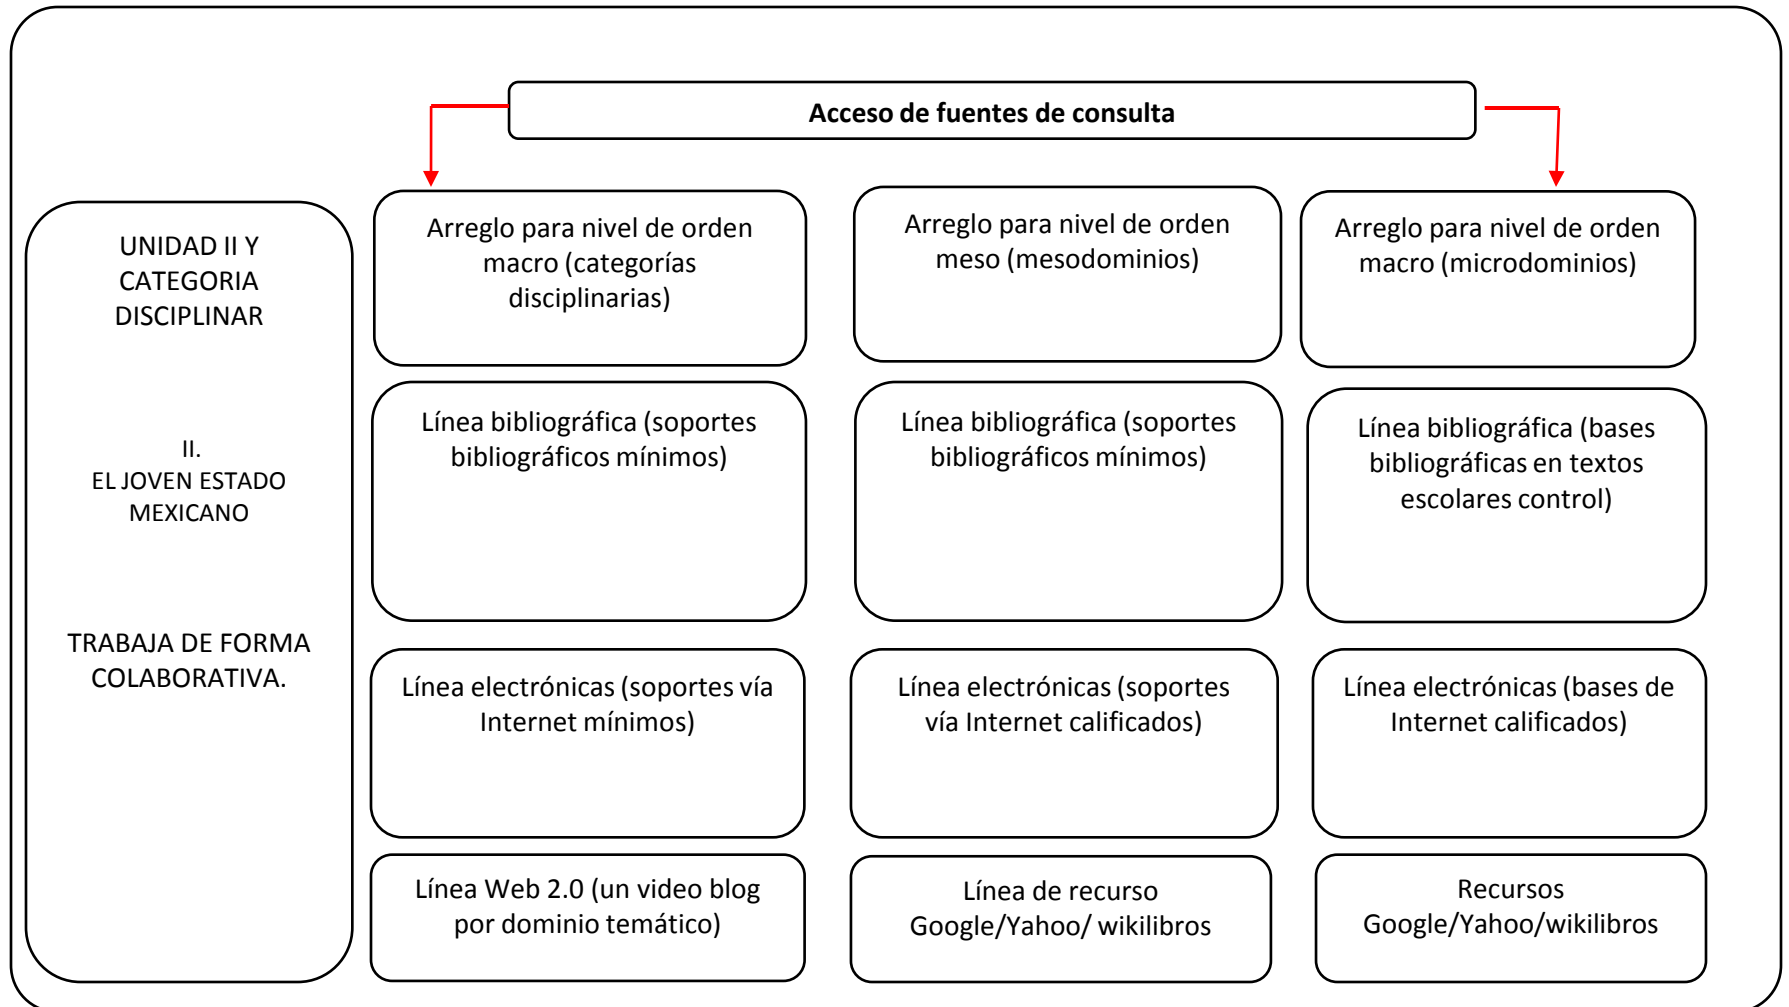 Acceso de fuentes de consulta
UNIDAD II Y
CATEGORIA
DISCIPLINAR
II.
EL JOVEN ESTADO
MEXICANO
TRABAJA DE FORMA
COLABORATIVA.
Arreglo para nivel de orden
macro (categorías
disciplinarias)
Arreglo para nivel de orden
meso (mesodominios)
Arreglo para nivel de orden
macro (microdominios)
Línea bibliográfica (soportes
bibliográficos mínimos)
Línea bibliográfica (soportes
bibliográficos mínimos)
Línea bibliográfica (bases
bibliográficas en textos
escolares control)
Línea electrónicas (soportes vía
Internet mínimos)
Línea electrónicas (soportes
vía Internet calificados)
Línea electrónicas (bases de
Internet calificados)
Línea Web 2.0 (un video blog
por dominio temático)
Línea de recurso
Google/Yahoo/ wikilibros
Recursos
Google/Yahoo/wikilibros